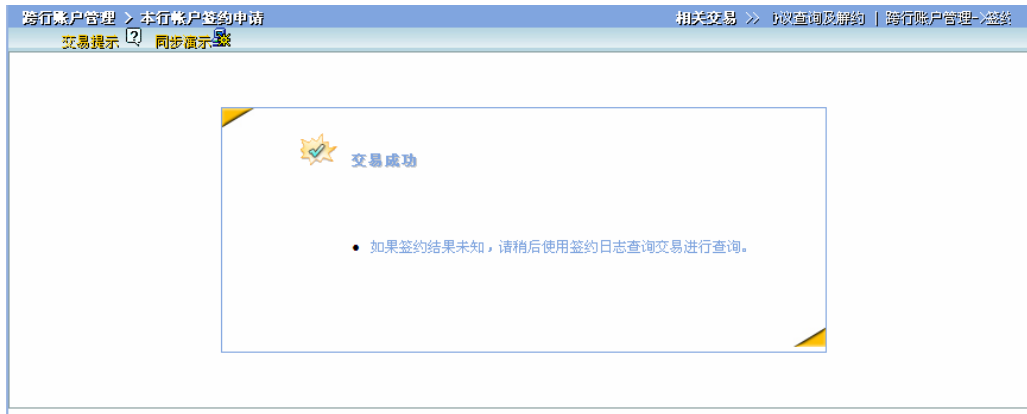 跨行账户管理 > 本行帐户签约申请 相关交易 >> 议查询及解约 | 跨行账户管理->签约
交易提示 ? 同步演示
交易成功
• 如果签约结果未知，请稍后使用签约日志查询交易进行查询。